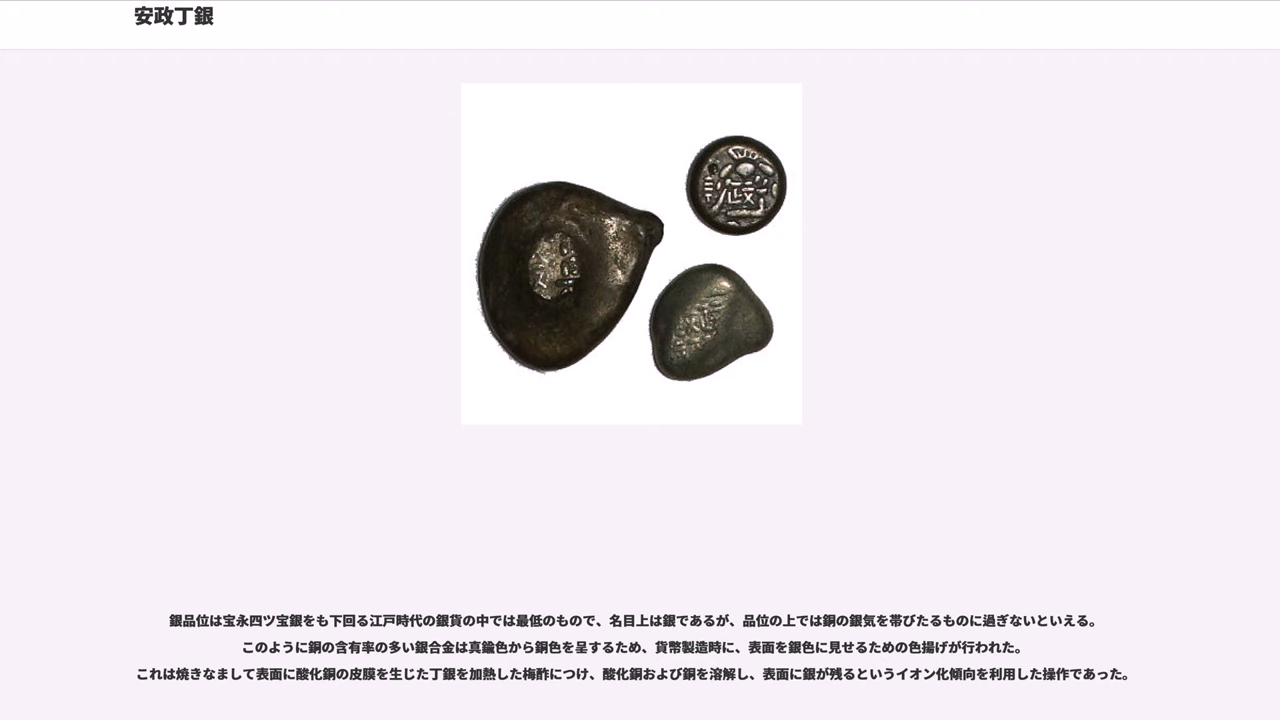 安政丁銀
政
銀品位は宝永四ツ宝銀をも下回る江戸時代の銀貨の中では最低のもので、名目上は銀であるが、品位の上では銅の銀気を帯びたるものに過ぎないといえる。
このように銅の含有率の多い銀合金は真鍮色から銅色を呈するため、貨幣製造時に、表面を銀色に見せるための色揚げが行われた。
これは焼きなまして表面に酸化銅の皮膜を生じた丁銀を加熱した梅酢につけ、酸化銅および銅を溶解し、表面に銀が残るというイオン化傾向を利用した操作であった。